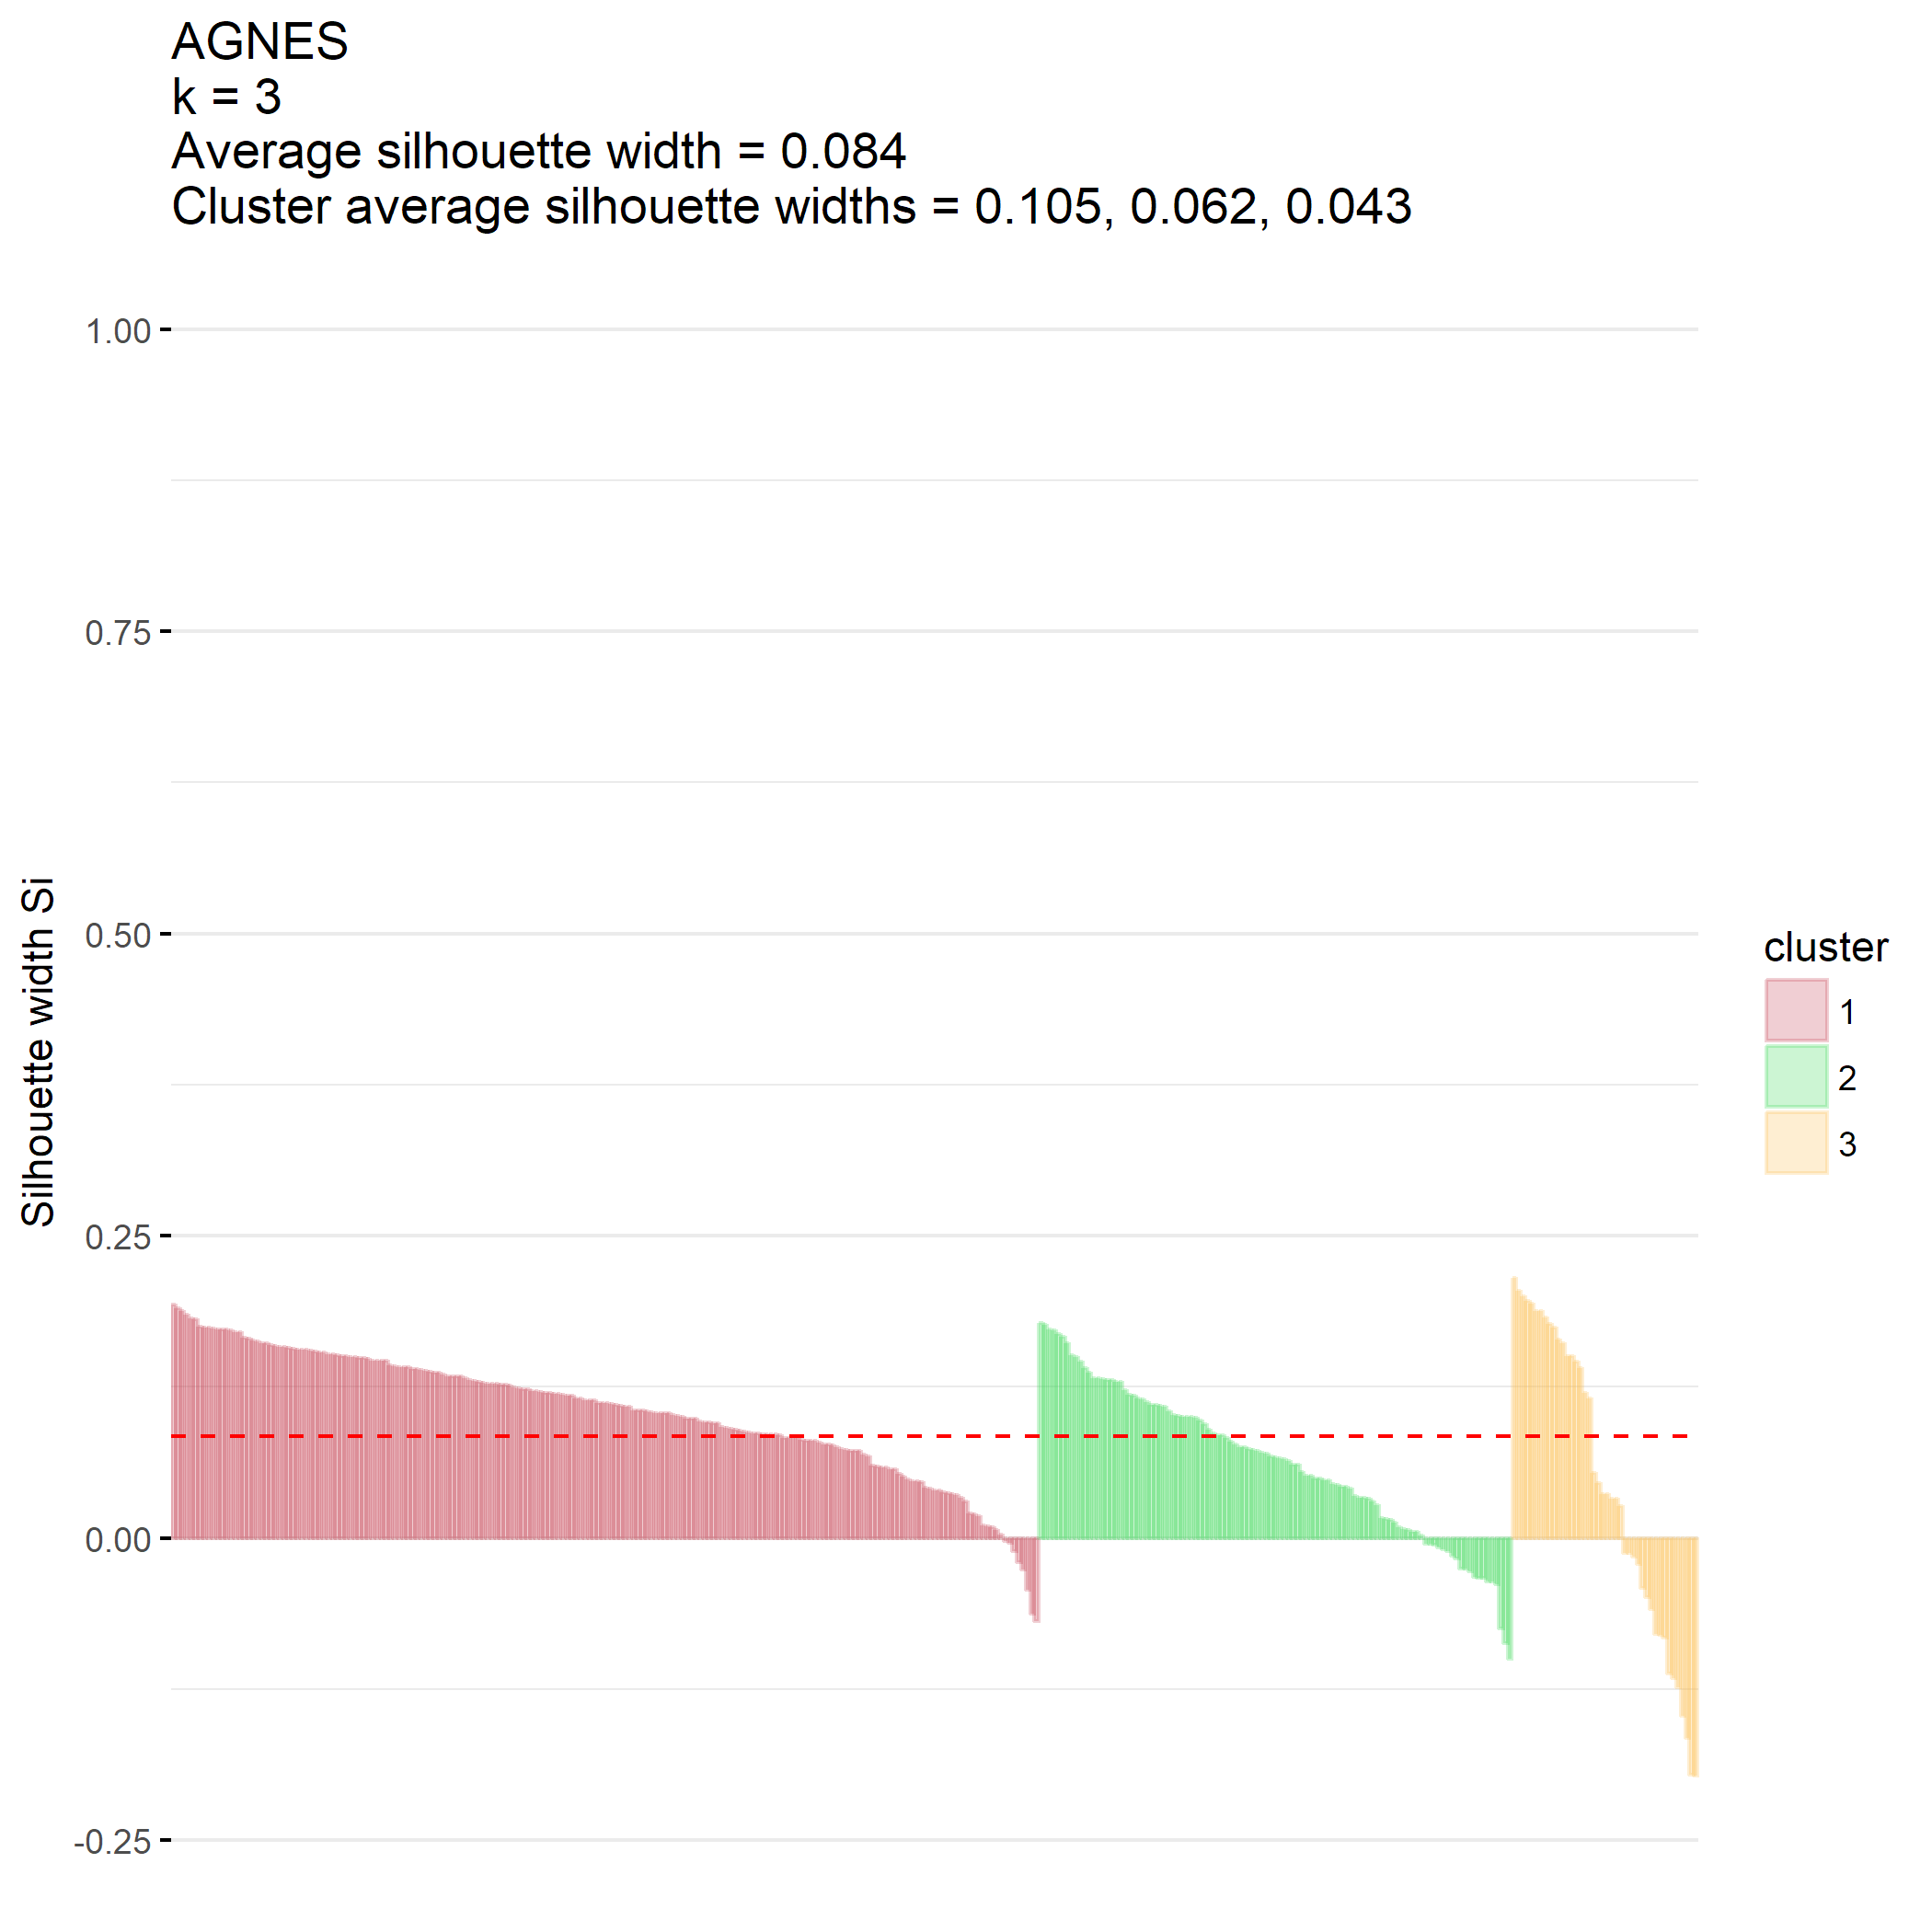 AGNES
k = 3
Average silhouette width = 0.084
Cluster average silhouette widths = 0.105, 0.062, 0.043
1.00
0.75
0.50
0.25
0.00
-0.25
Silhouette width Si
cluster
1
2
3